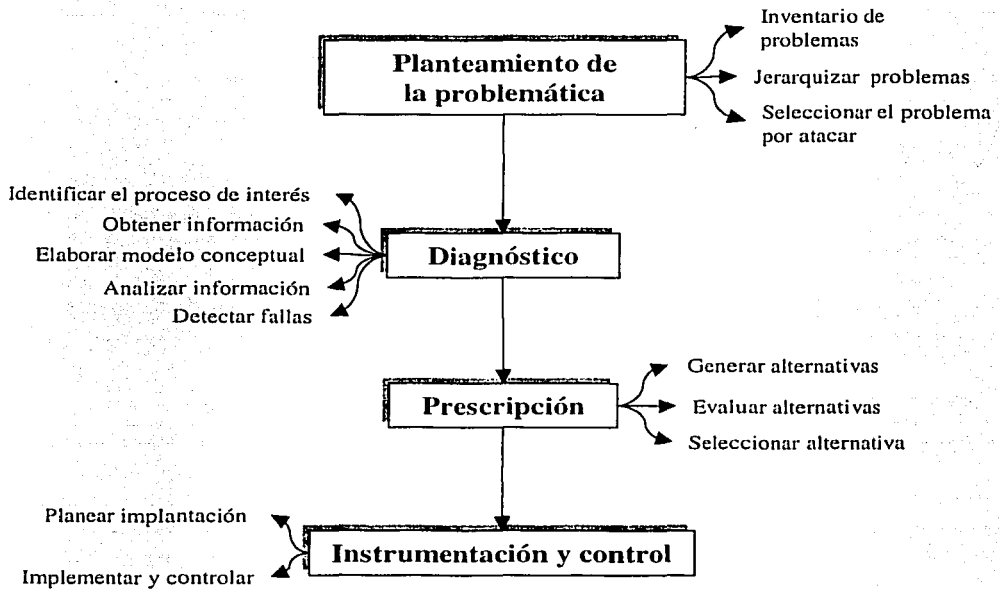 Planteamiento de
la problemática
Inventario de
problemas
Jerarquizar problemas
Seleccionar el problema
por atacar
Identificar el proceso de interés
Obtener información
Elaborar modelo conceptual
Analizar información
Detectar fallas
Diagnóstico
Prescripción
Generar alternativas
Evaluar alternativas
Seleccionar alternativa
Planear implantación
Implementar y controlar
Instrumentación y control